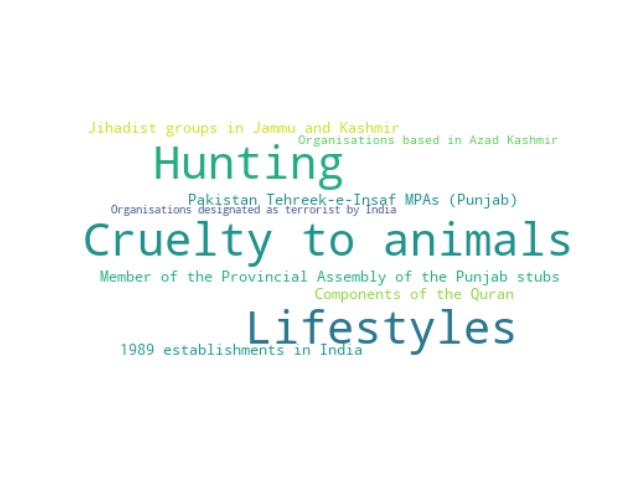 Jihadist groups in Jammu and Kashmir
Organisations based in Azad Kashmir
Hunting
Pakistan Tehreek-e-Insaf MPAs (Punjab)
Organisations designated as terrorist by India
Cruelty to animals
Member of the Provincial Assembly of the Punjab stubs
Components of the Quran
Lifestyles
1989 establishments in India